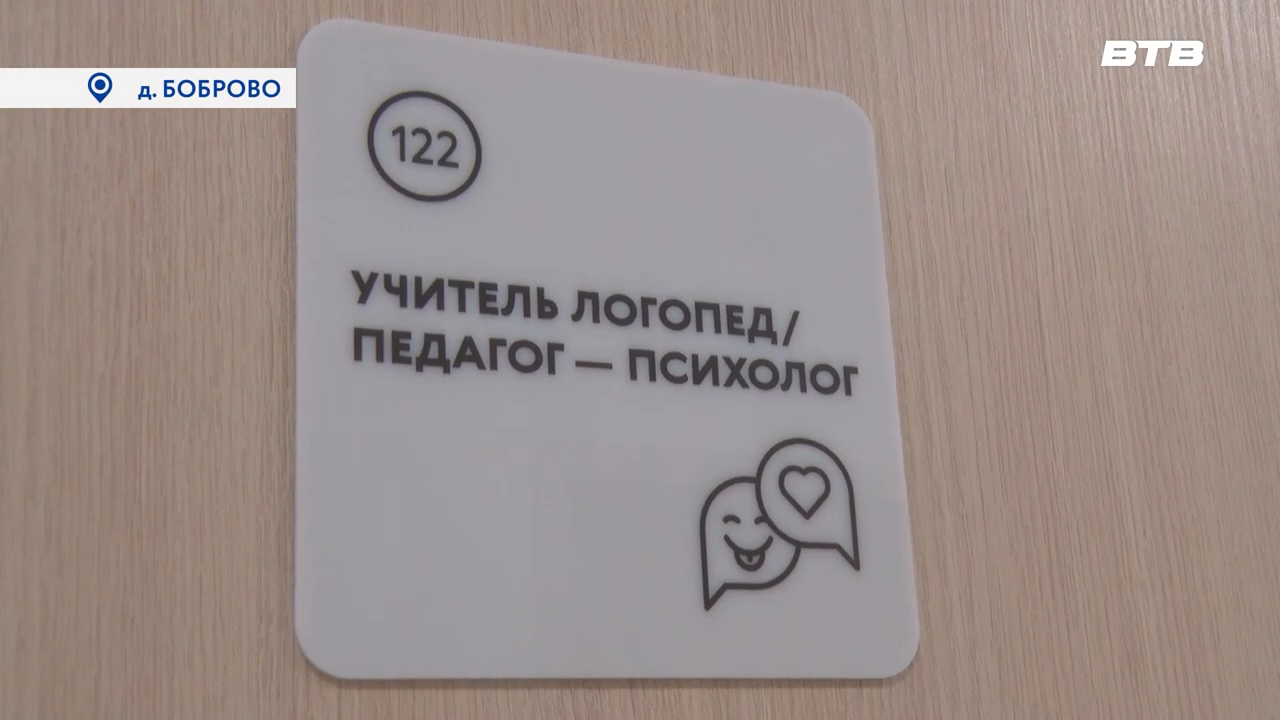 д. БОБРОВО
ВТВ
122
УЧИТЕЛЬ ЛОГОПЕД/
ПЕДАГОГ — ПСИХОЛОГ